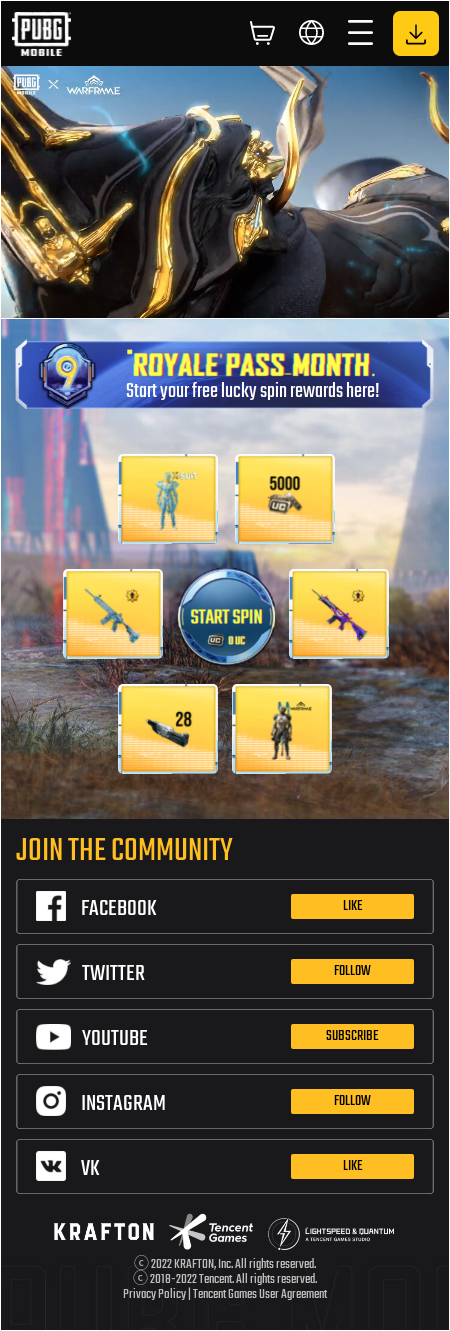 PUBG
MOBILE
PUBG MOBILE × WARFRAME
9
ROYALE PASS MONTH
Start your free lucky spin rewards here!
5000
UC
START SPIN
UC 0 UC
28
WARFRAME
JOIN THE COMMUNITY
FACEBOOK LIKE
TWITTER FOLLOW
YOUTUBE SUBSCRIBE
INSTAGRAM FOLLOW
VK LIKE
KRAFTON Tencent Games LIGHTSPEED & QUANTUM
A TENCENT GAMES STUDIO
ⓒ 2022 KRAFTON, Inc. All rights reserved.
ⓒ 2018-2022 Tencent. All rights reserved.
Privacy Policy | Tencent Games User Agreement